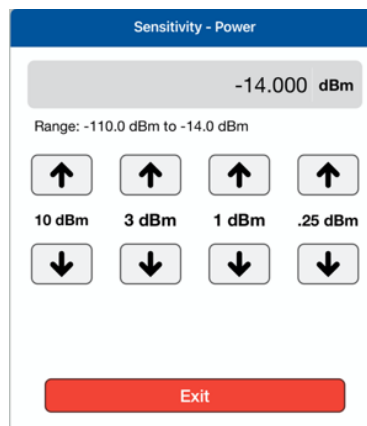 Sensitivity - Power
-14.000 dBm
Range: -110.0 dBm to -14.0 dBm
10 dBm 3 dBm 1 dBm .25 dBm
Exit